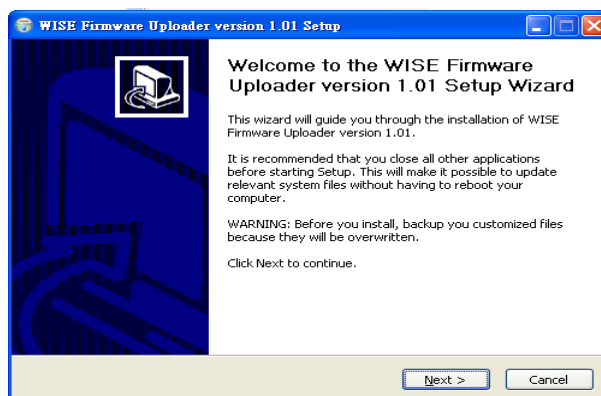 WISE Firmware Uploader version 1.01 Setup
Welcome to the WISE Firmware
Uploader version 1.01 Setup Wizard
This wizard will guide you through the installation of WISE
Firmware Uploader version 1.01.
It is recommended that you close all other applications
before starting Setup. This will make it possible to update
relevant system files without having to reboot your
computer.
WARNING: Before you install, backup you customized files
because they will be overwritten.
Click Next to continue.
Next >
Cancel